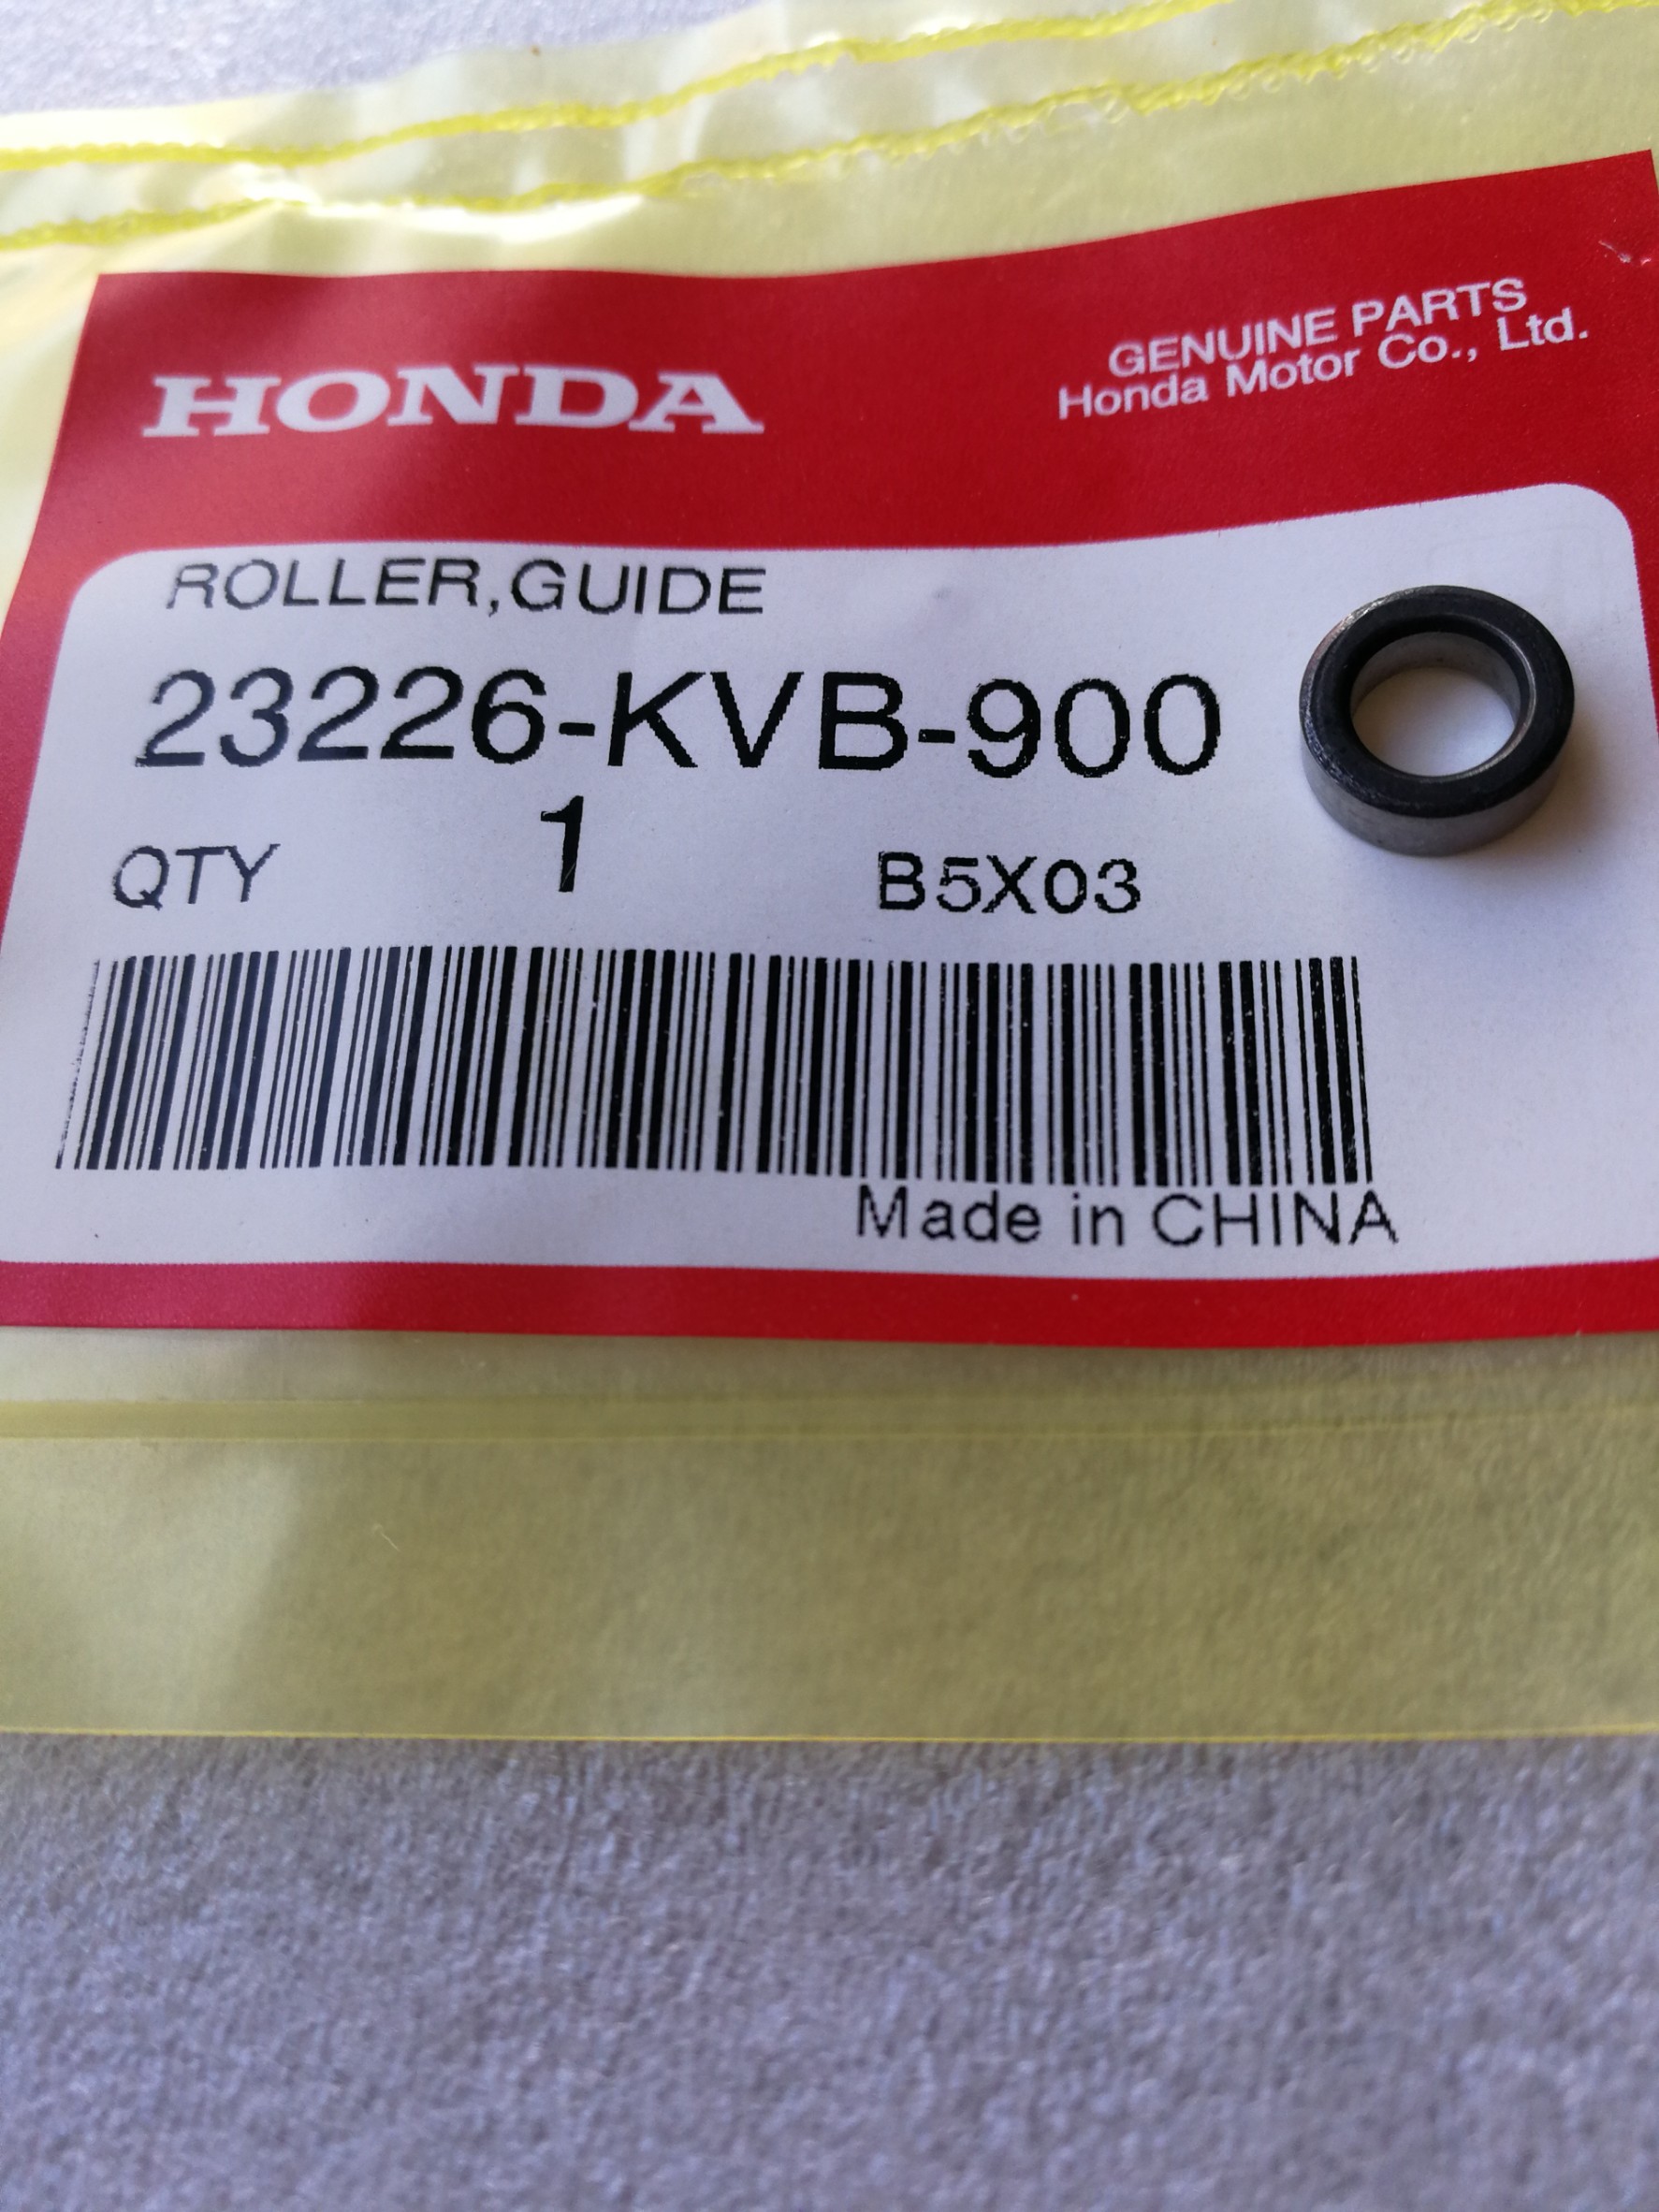 HONDA
GENUINE PARTS
Honda Motor Co., Ltd.
ROLLER,GUIDE
23226-KVB-900
QTY 1 B5X03
Made in CHINA